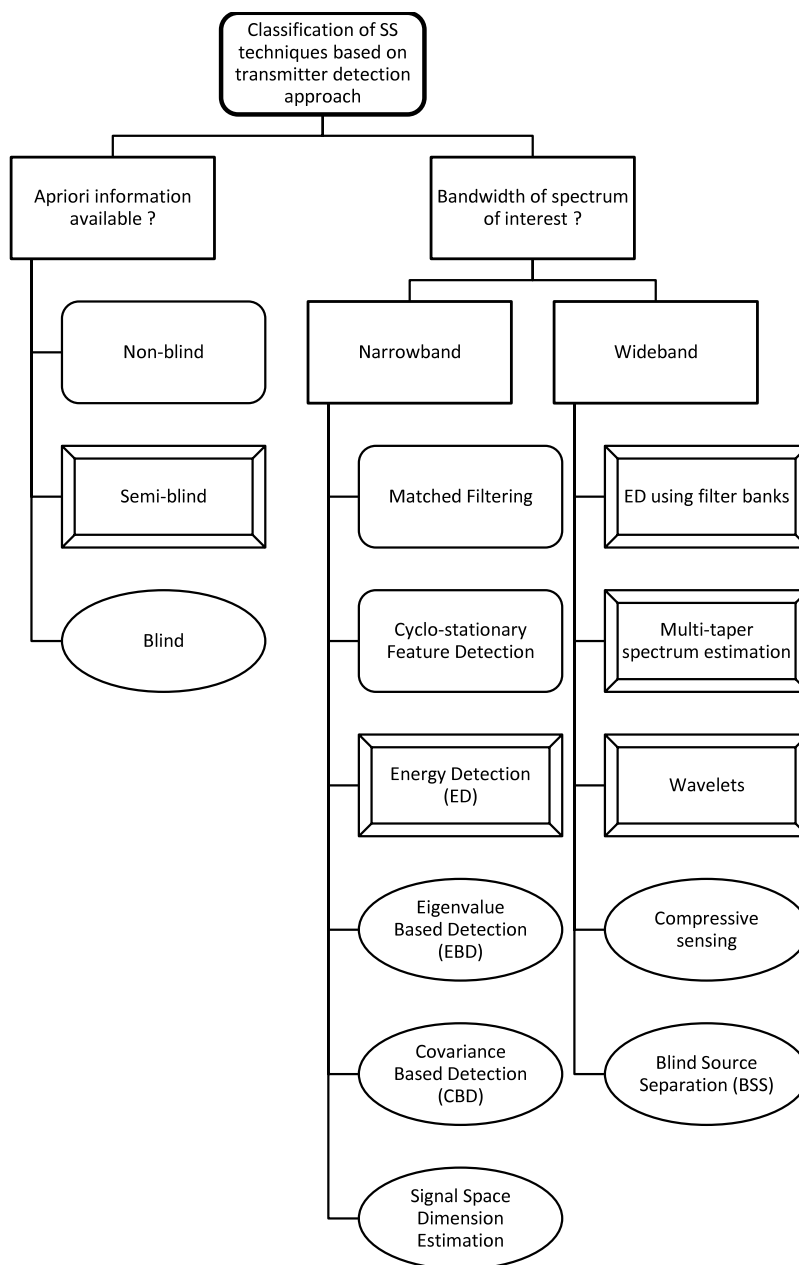 Classification of SS
techniques based on
transmitter detection
approach
Apriori information
available ?
Bandwidth of spectrum
of interest ?
Non-blind
Narrowband
Wideband
Semi-blind
Matched Filtering
ED using filter banks
Blind
Cyclo-stationary
Feature Detection
Multi-taper
spectrum estimation
Energy Detection
(ED)
Wavelets
Eigenvalue
Based Detection
(EBD)
Compressive
sensing
Covariance
Based Detection
(CBD)
Blind Source
Separation (BSS)
Signal Space
Dimension
Estimation